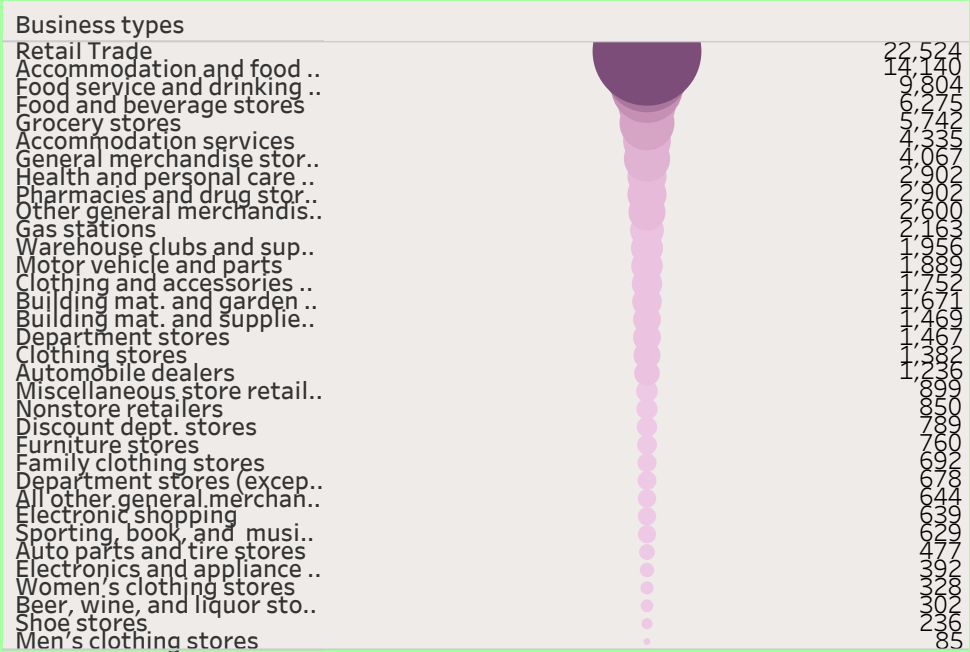 Business types
Retail Trade 22,524
Accommodation and food .. 14,140
Food service and drinking .. 9,804
Food and beverage stores 6,275
Grocery stores 5,742
Accommodation services 4,335
General merchandise stor.. 4,067
Health and personal care .. 2,902
Pharmacies and drug stor.. 2,902
Other general merchandis.. 2,600
Gas stations 2,163
Warehouse clubs and sup.. 1,956
Motor vehicle and parts 1,889
Clothing and accessories .. 1,752
Building mat. and garden .. 1,671
Building mat. and supplie.. 1,469
Department stores 1,467
Clothing stores 1,382
Automobile dealers 1,236
Miscellaneous store retail.. 899
Nonstore retailers 850
Discount dept. stores 789
Furniture stores 760
Family clothing stores 692
Department stores (excep.. 678
All other general merchan.. 644
Electronic shopping 639
Sporting, book, and  musi.. 629
Auto parts and tire stores 477
Electronics and appliance .. 392
Women's clothing stores 328
Beer, wine, and liquor sto.. 302
Shoe stores 236
Men's clothing stores 85